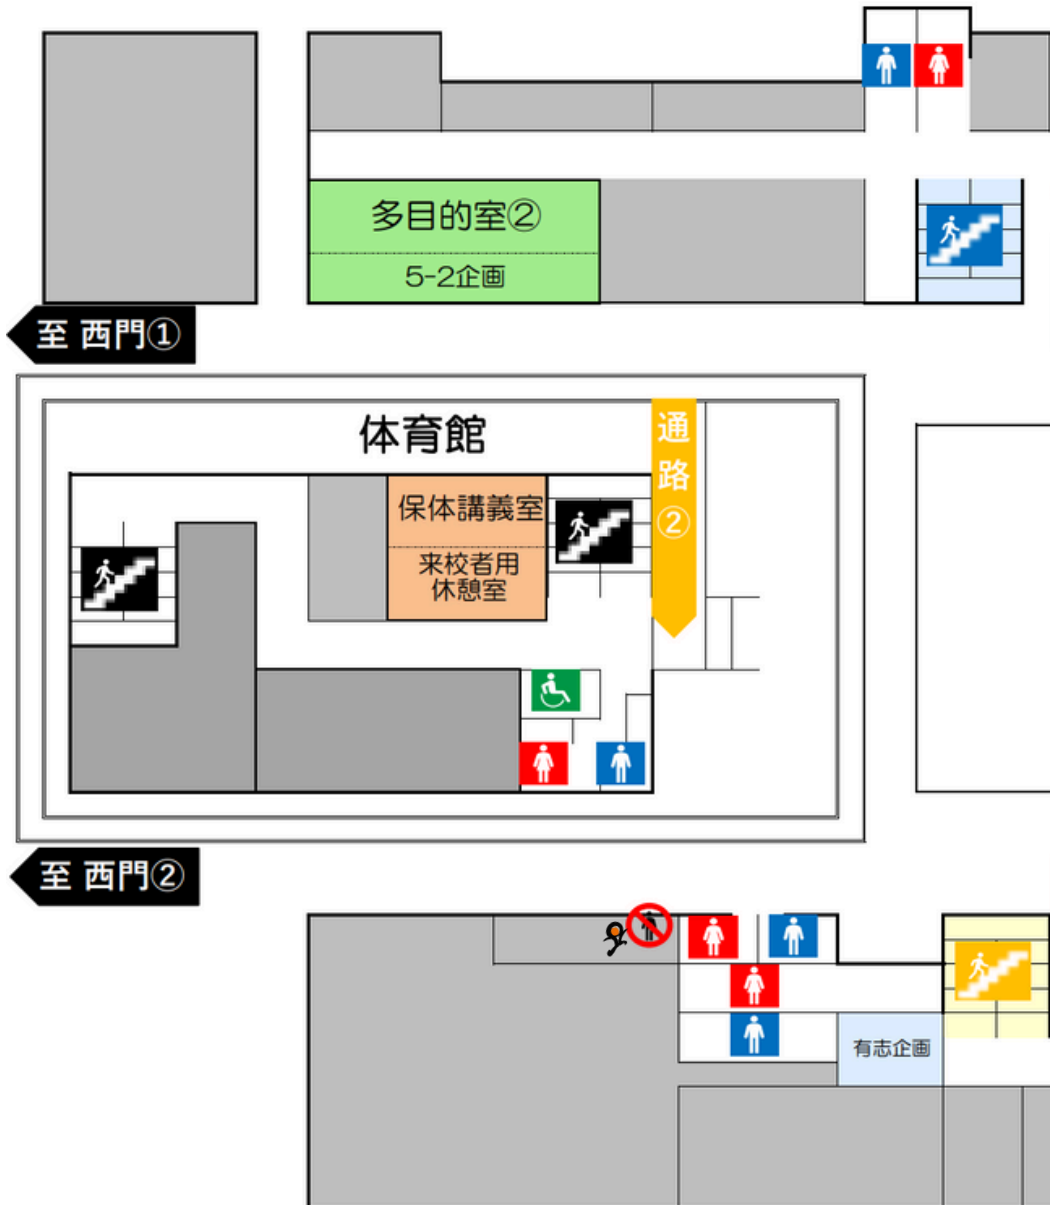 多目的室②
5-2企画
至 西門①
体育館
通路②
保体講義室
来校者用
休憩室
至 西門②
有志企画